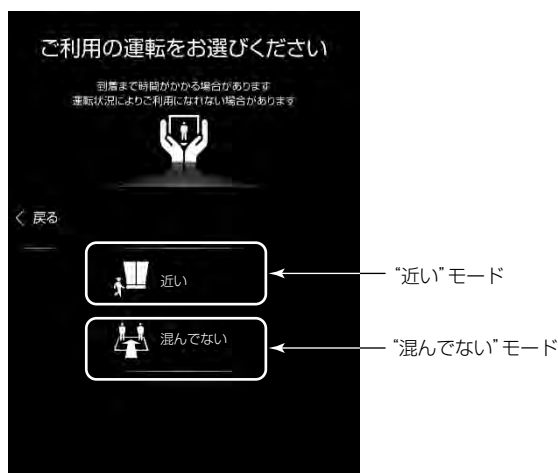 ご利用の運転をお選びください
到着まで時間がかかる場合があります
運転状況によりご利用になれない場合があります
戻る
近い
“近い”モード
混んでない
“混んでない”モード